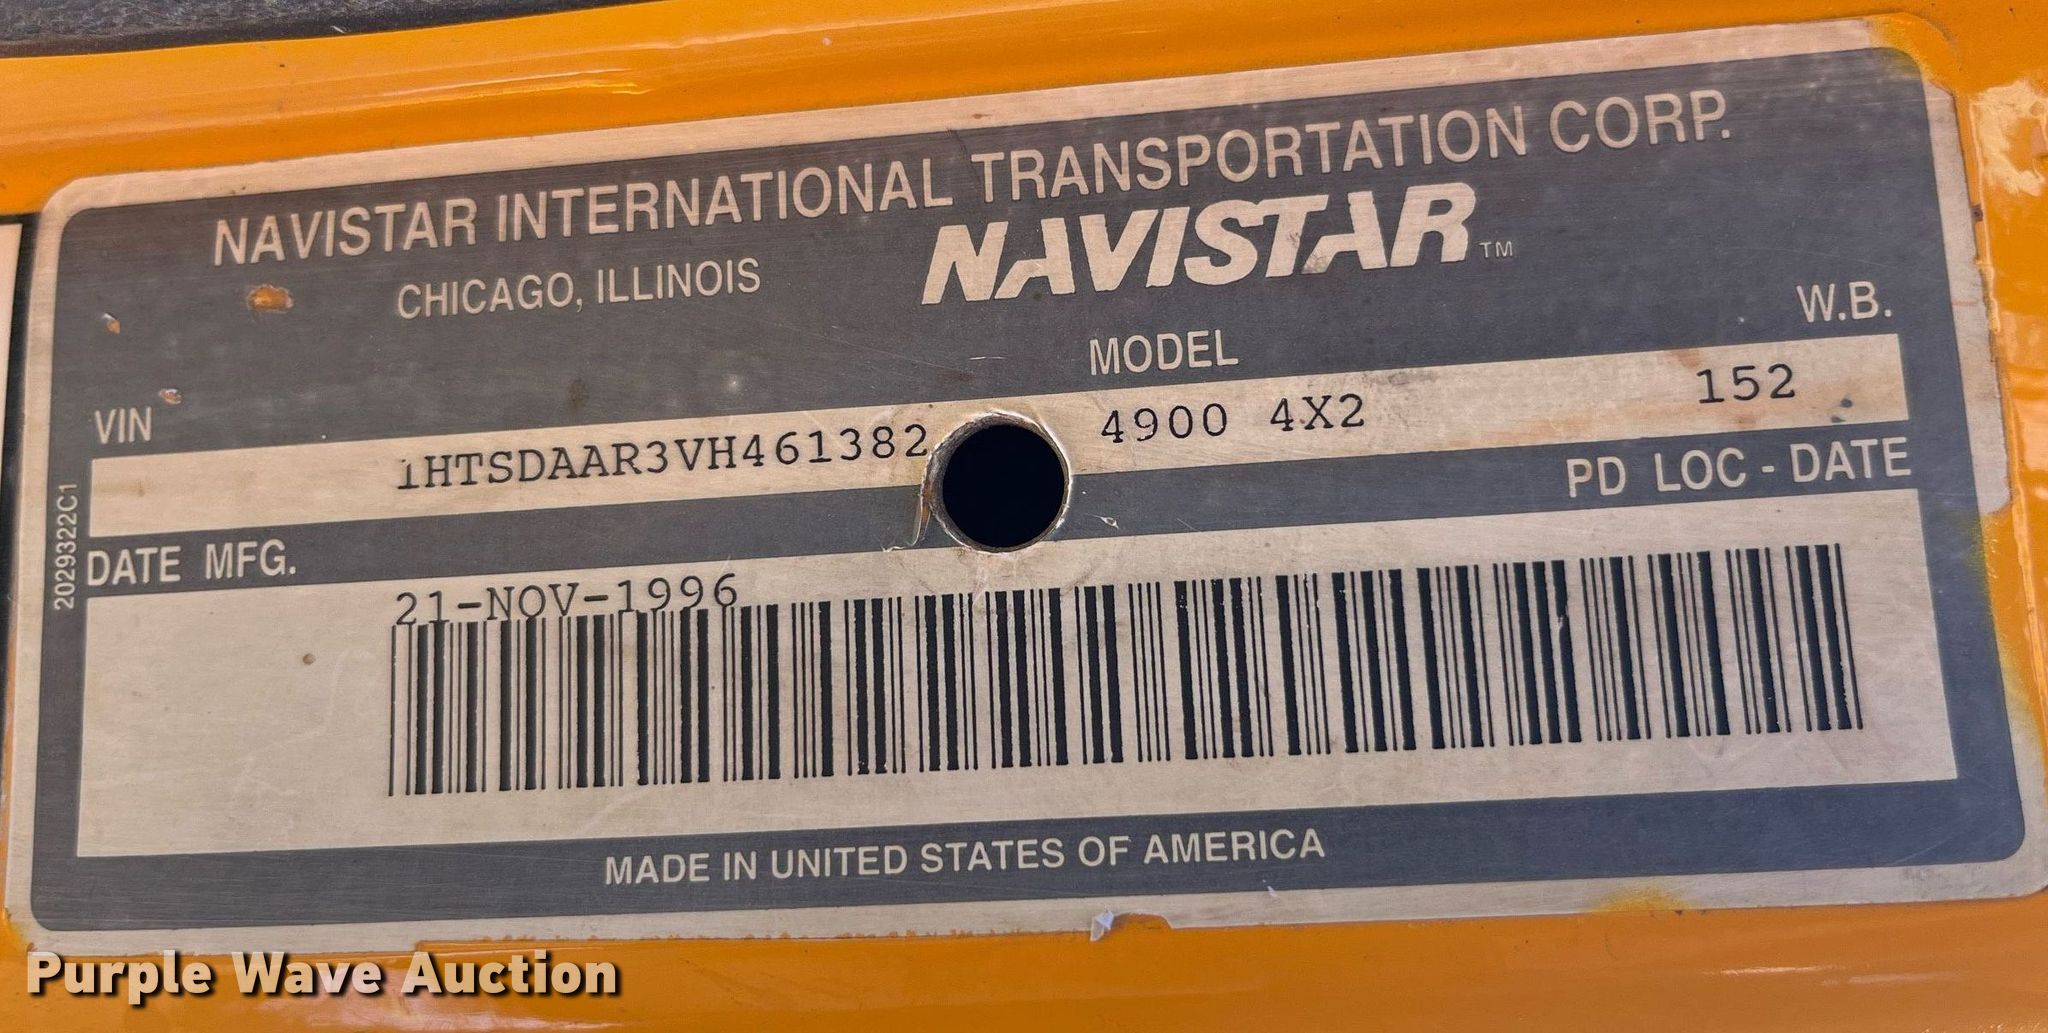 NAVISTAR INTERNATIONAL TRANSPORTATION CORP.
CHICAGO, ILLINOIS
NAVISTAR™
VIN
MODEL
W.B.
1HTSDAAR3VH461382
4900 4X2
152
DATE MFG.
PD LOC - DATE
21-NOV-1996
2029322C1
MADE IN UNITED STATES OF AMERICA
Purple Wave Auction